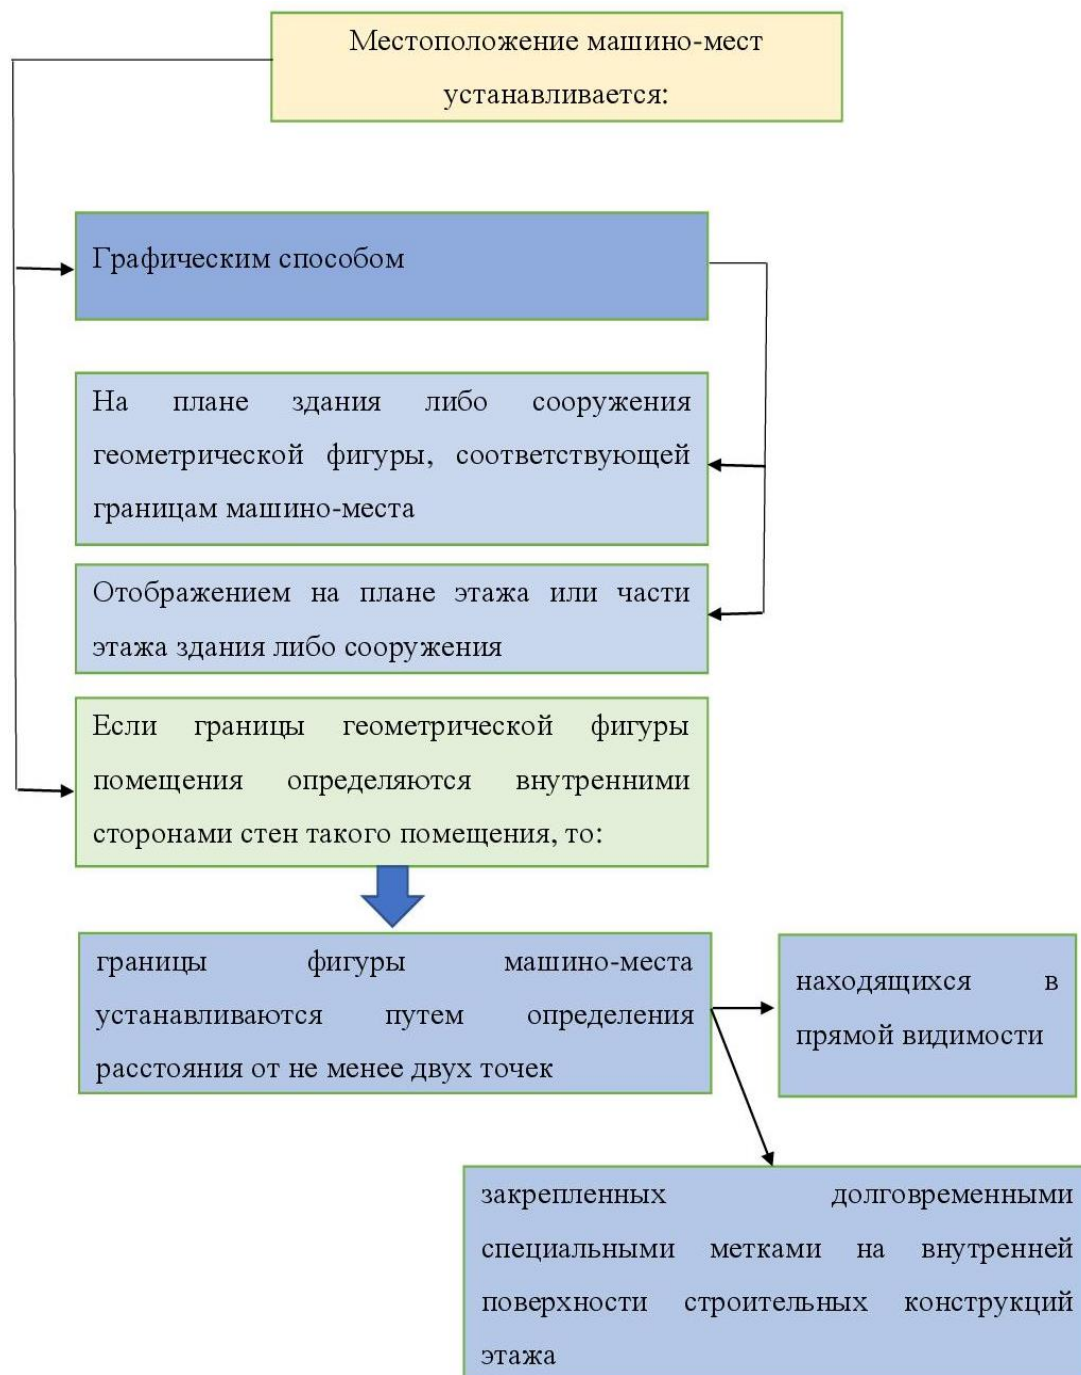 Местоположение машино-мест
устанавливается:
Графическим способом
На плане здания либо сооружения
геометрической фигуры, соответствующей
границам машино-места
Отображением на плане этажа или части
этажа здания либо сооружения
Если границы геометрической фигуры
помещения определяются внутренними
сторонами стен такого помещения, то:
границы фигуры машино-места
устанавливаются путем определения
расстояния от не менее двух точек
находящихся в
прямой видимости
закрепленных долговременными
специальными метками на внутренней
поверхности строительных конструкций
этажа